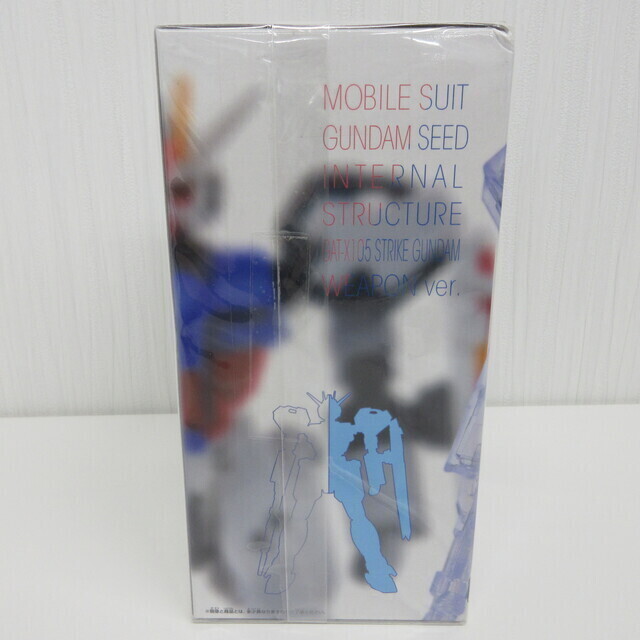 MOBILE SUIT
GUNDAM SEED
INTERNAL
STRUCTURE
GAT-X105 STRIKE GUNDAM
WEAPON ver.